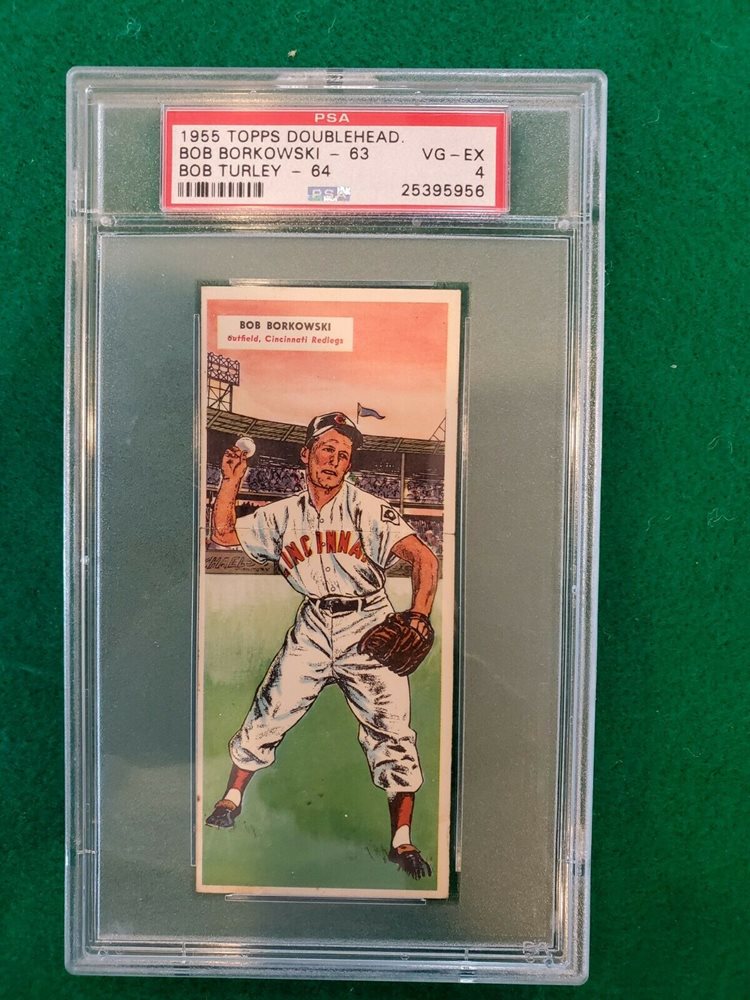 PSA
1955 TOPPS DOUBLEHEAD.
BOB BORKOWSKI - 63 VG-EX
BOB TURLEY - 64 4
PSA 25395956
BOB BORKOWSKI
Outfield, Cincinnati Redlegs
C
CINCINNATI